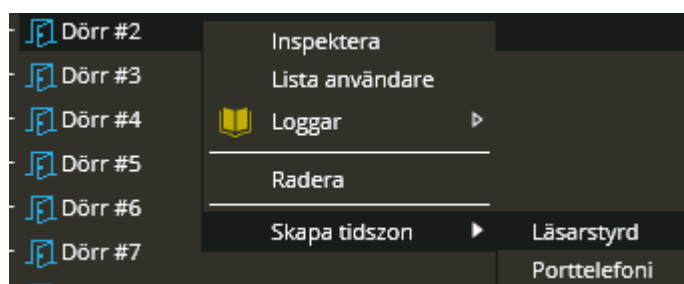 Dörr #2
Dörr #3
Dörr #4
Dörr #5
Dörr #6
Dörr #7
Inspektera
Lista användare
Loggar
Radera
Skapa tidszon
Läsarstyrd
Porttelefoni